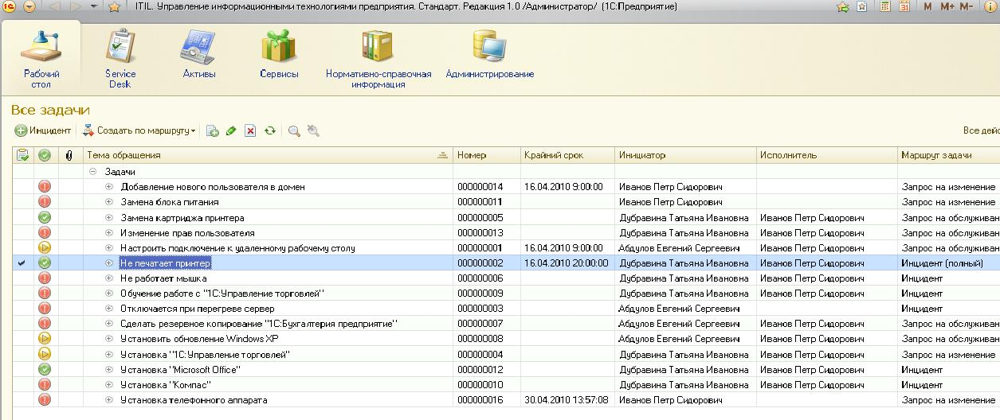 ITIL. Управление информационными технологиями предприятия. Стандарт. Редакция 1.0 /Администратор/ (1С:Предприятие) M M+ M-
Рабочий стол
Service Desk
Активы
Сервисы
Нормативно-справочная информация
Администрирование
Все задачи
Инцидент Создать по маршруту Все дейс
Тема обращения Номер Крайний срок Инициатор Исполнитель Маршрут задачи
Задачи
Добавление нового пользователя в домен 000000014 16.04.2010 9:00:00 Иванов Петр Сидорович Запрос на изменение
Замена блока питания 000000011 Иванов Петр Сидорович Запрос на изменение
Замена картриджа принтера 000000005 Дубравина Татьяна Ивановна Иванов Петр Сидорович Запрос на обслуживан
Изменение прав пользователя 000000013 Дубравина Татьяна Ивановна Иванов Петр Сидорович Запрос на обслуживан
Настроить подключение к удаленному рабочему столу 000000001 16.04.2010 9:00:00 Абдулов Евгений Сергеевич Иванов Петр Сидорович Запрос на обслуживан
Не печатает принтер 000000002 16.04.2010 20:00:00 Дубравина Татьяна Ивановна Иванов Петр Сидорович Инцидент (полный)
Не работает мышка 000000006 Дубравина Татьяна Ивановна Иванов Петр Сидорович Инцидент
Обучение работе с "1С:Управление торговлей" 000000009 Дубравина Татьяна Ивановна Иванов Петр Сидорович Инцидент
Отключается при перегреве сервер 000000003 Абдулов Евгений Сергеевич Инцидент
Сделать резервное копирование "1С:Бухгалтерия предприятие" 000000007 Абдулов Евгений Сергеевич Иванов Петр Сидорович Запрос на обслуживан
Установить обновление Windows XP 000000008 Абдулов Евгений Сергеевич Иванов Петр Сидорович Запрос на обслуживан
Установка "1С:Управление торговлей" 000000004 Дубравина Татьяна Ивановна Иванов Петр Сидорович Запрос на изменение
Установка "Microsoft Office" 000000012 Дубравина Татьяна Ивановна Иванов Петр Сидорович Инцидент
Установка "Компас" 000000010 Дубравина Татьяна Ивановна Иванов Петр Сидорович Инцидент
Установка телефонного аппарата 000000016 30.04.2010 13:57:08 Иванов Петр Сидорович Запрос на изменение